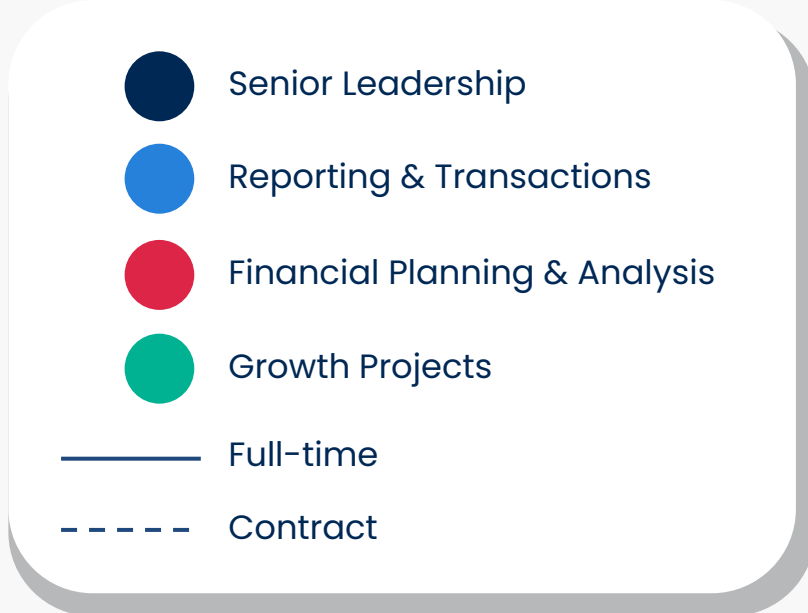 Senior Leadership
Reporting & Transactions
Financial Planning & Analysis
Growth Projects
Full-time
Contract